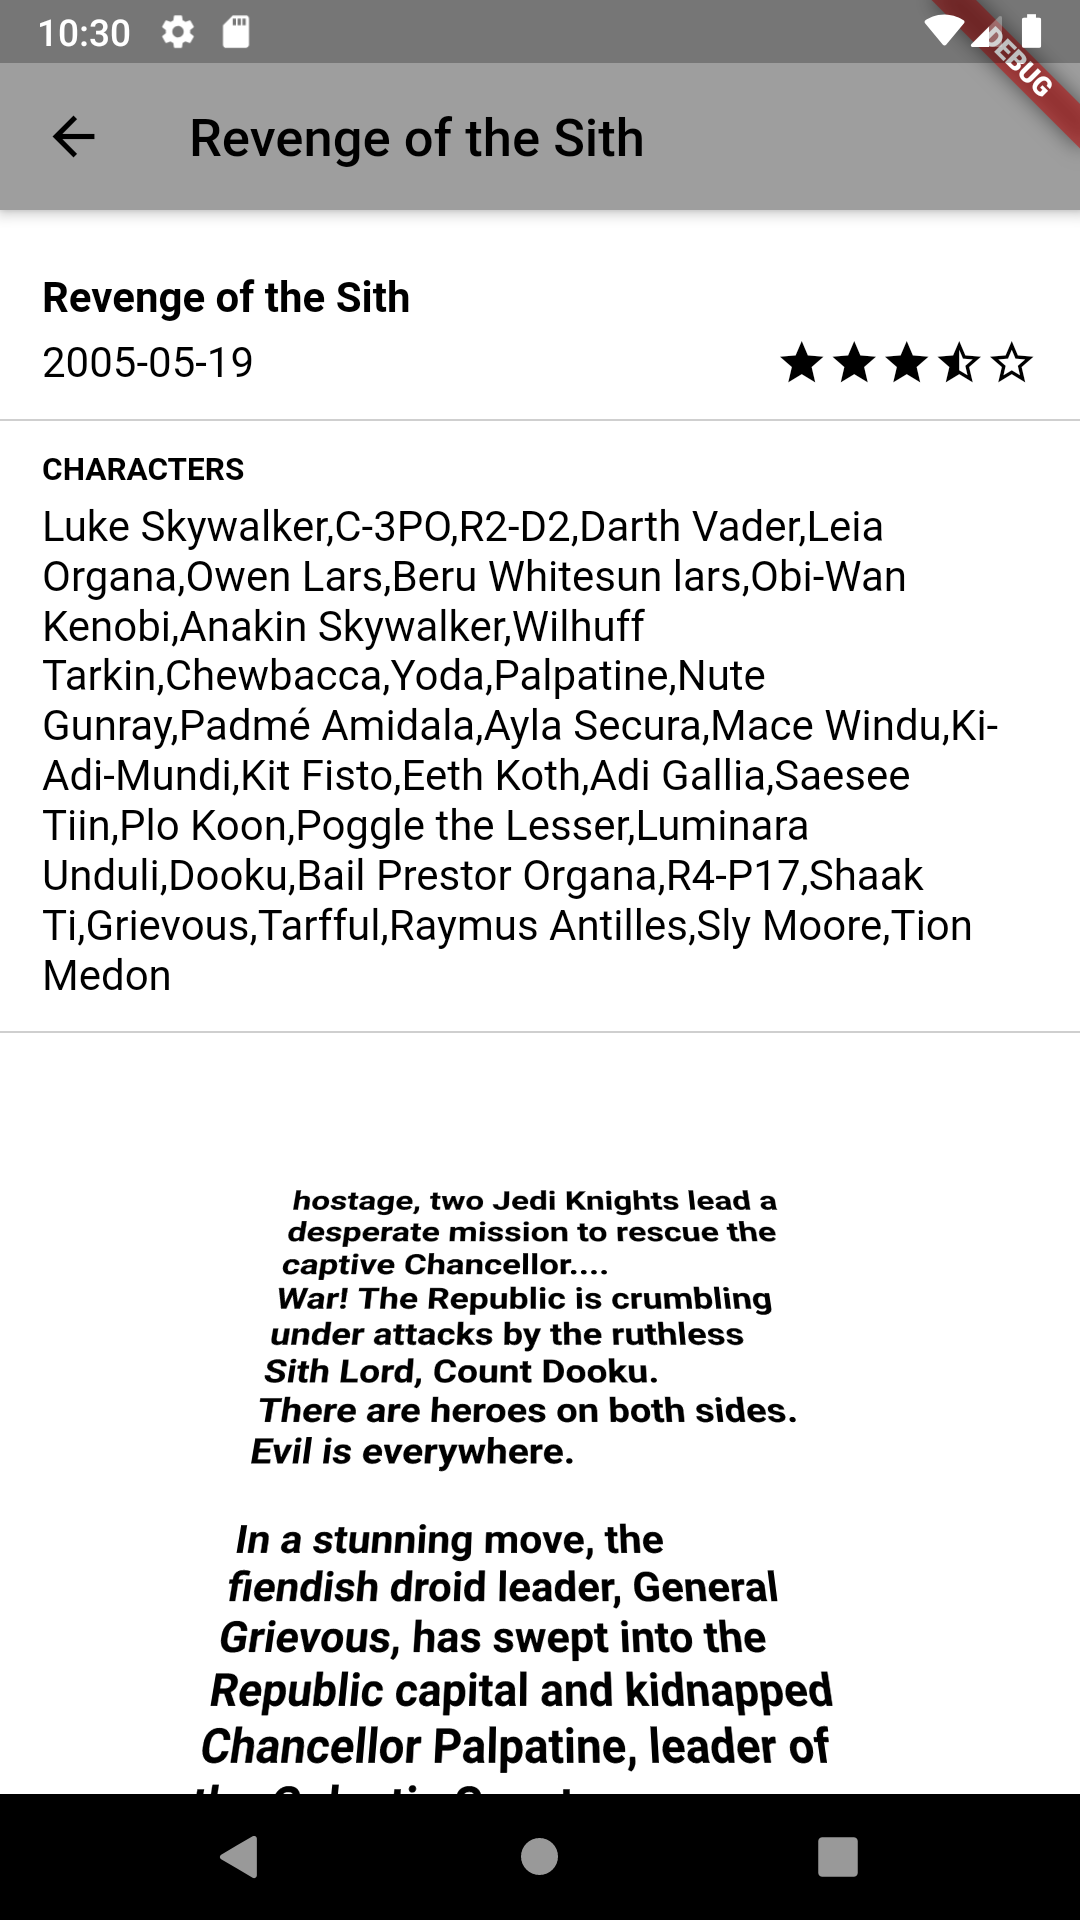 10:30
DEBUG
Revenge of the Sith
Revenge of the Sith
2005-05-19
CHARACTERS
Luke Skywalker,C-3PO,R2-D2,Darth Vader,Leia
Organa,Owen Lars,Beru Whitesun lars,Obi-Wan
Kenobi,Anakin Skywalker,Wilhuff
Tarkin,Chewbacca,Yoda,Palpatine,Nute
Gunray,Padmé Amidala,Ayla Secura,Mace Windu,Ki-
Adi-Mundi,Kit Fisto,Eeth Koth,Adi Gallia,Saesee
Tiin,Plo Koon,Poggle the Lesser,Luminara
Unduli,Dooku,Bail Prestor Organa,R4-P17,Shaak
Ti,Grievous,Tarfful,Raymus Antilles,Sly Moore,Tion
Medon
hostage, two Jedi Knights lead a
desperate mission to rescue the
captive Chancellor....
War! The Republic is crumbling
under attacks by the ruthless
Sith Lord, Count Dooku.
There are heroes on both sides.
Evil is everywhere.
In a stunning move, the
fiendish droid leader, General
Grievous, has swept into the
Republic capital and kidnapped
Chancellor Palpatine, leader of